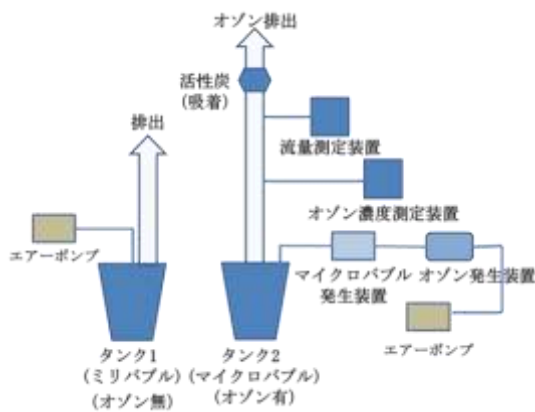 オゾン排出
活性炭
(吸着)
排出
流量測定装置
オゾン濃度測定装置
エアーポンプ
マイクロバブル
発生装置
オゾン発生装置
エアーポンプ
タンク1
(ミリバブル)
(オゾン無)
タンク2
(マイクロバブル)
(オゾン有)